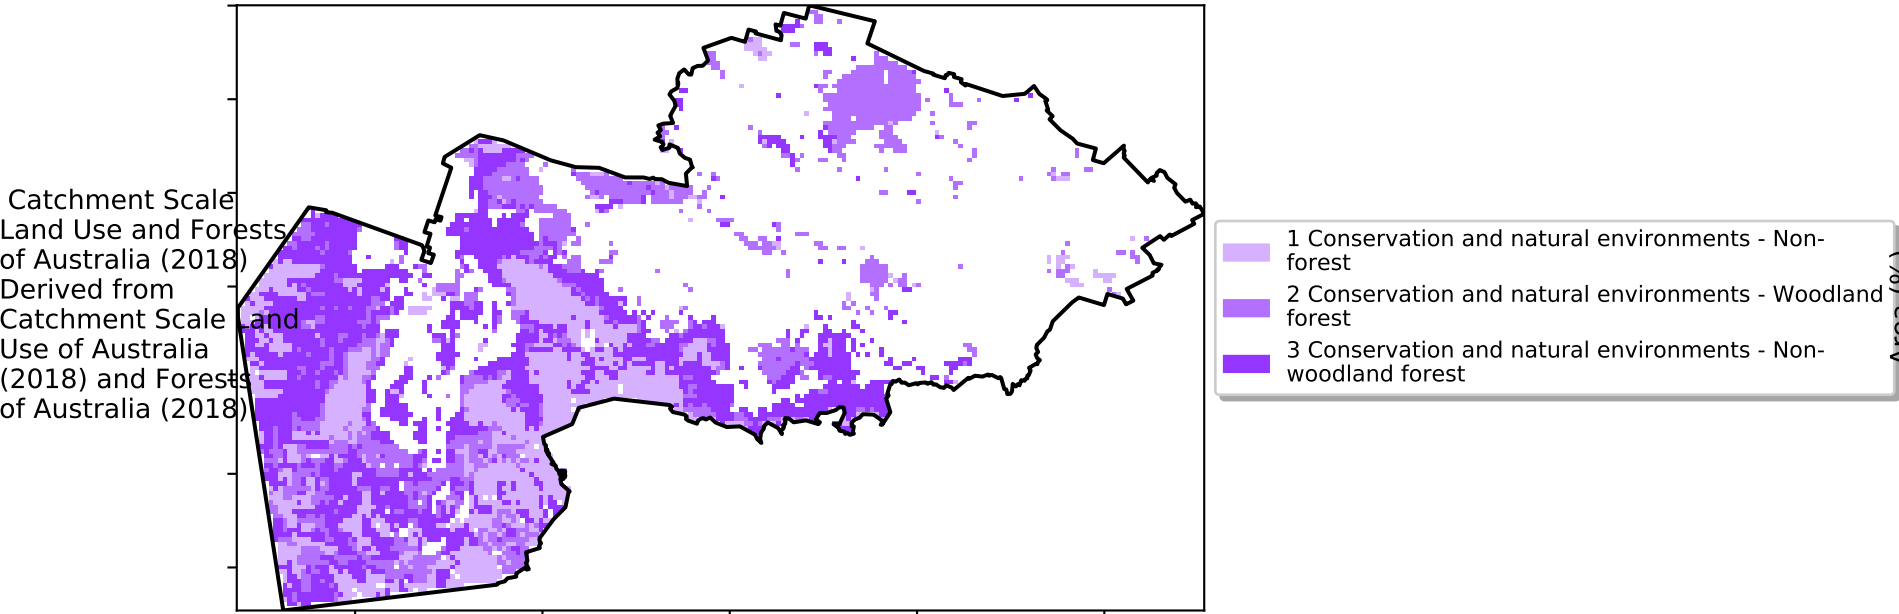 Catchment Scale
Land Use and Forests
of Australia (2018)
Derived from
Catchment Scale Land
Use of Australia
(2018) and Forests
of Australia (2018)
1 Conservation and natural environments - Non-
forest
2 Conservation and natural environments - Woodland
forest
3 Conservation and natural environments - Non-
woodland forest